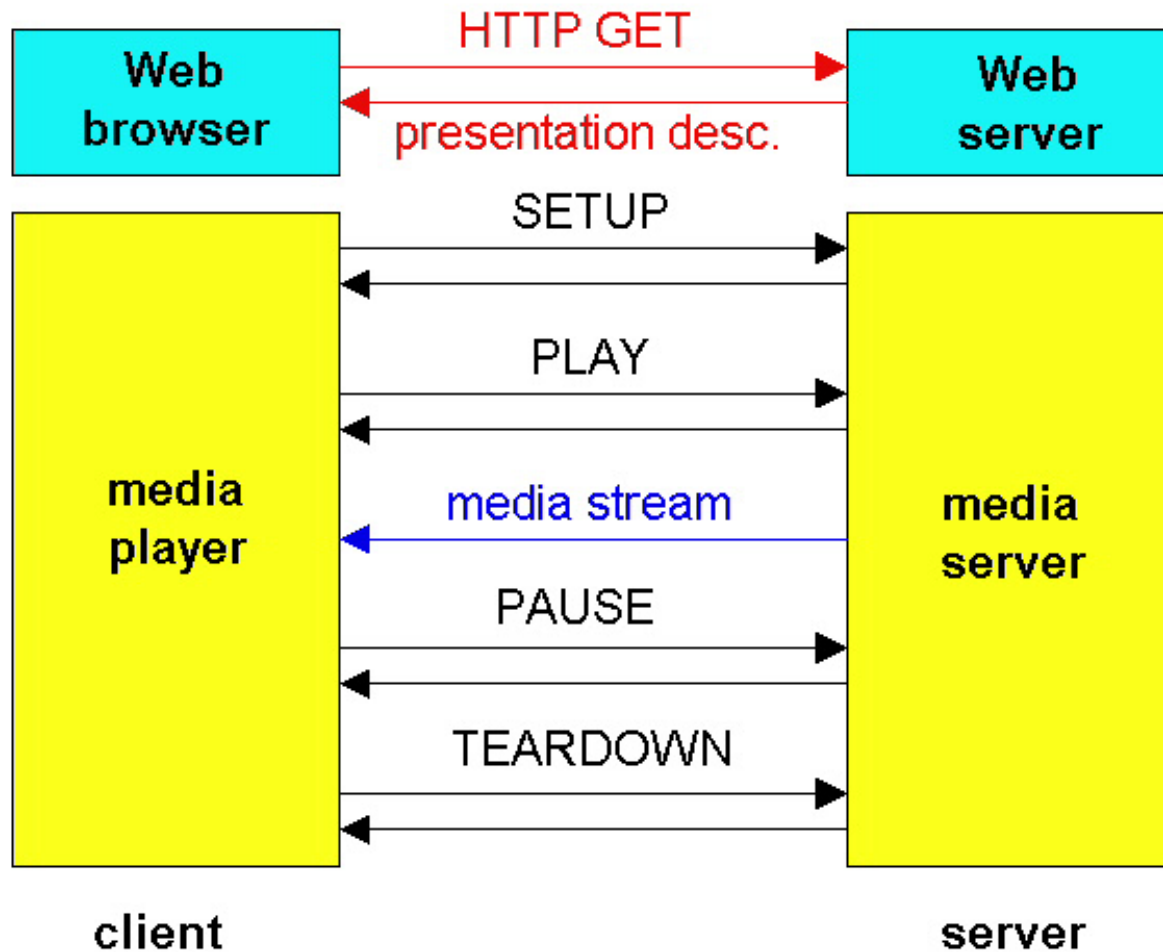 HTTP GET
Web
browser
Web
server
presentation desc.
SETUP
PLAY
media
player
media stream
media
server
PAUSE
TEARDOWN
client
server